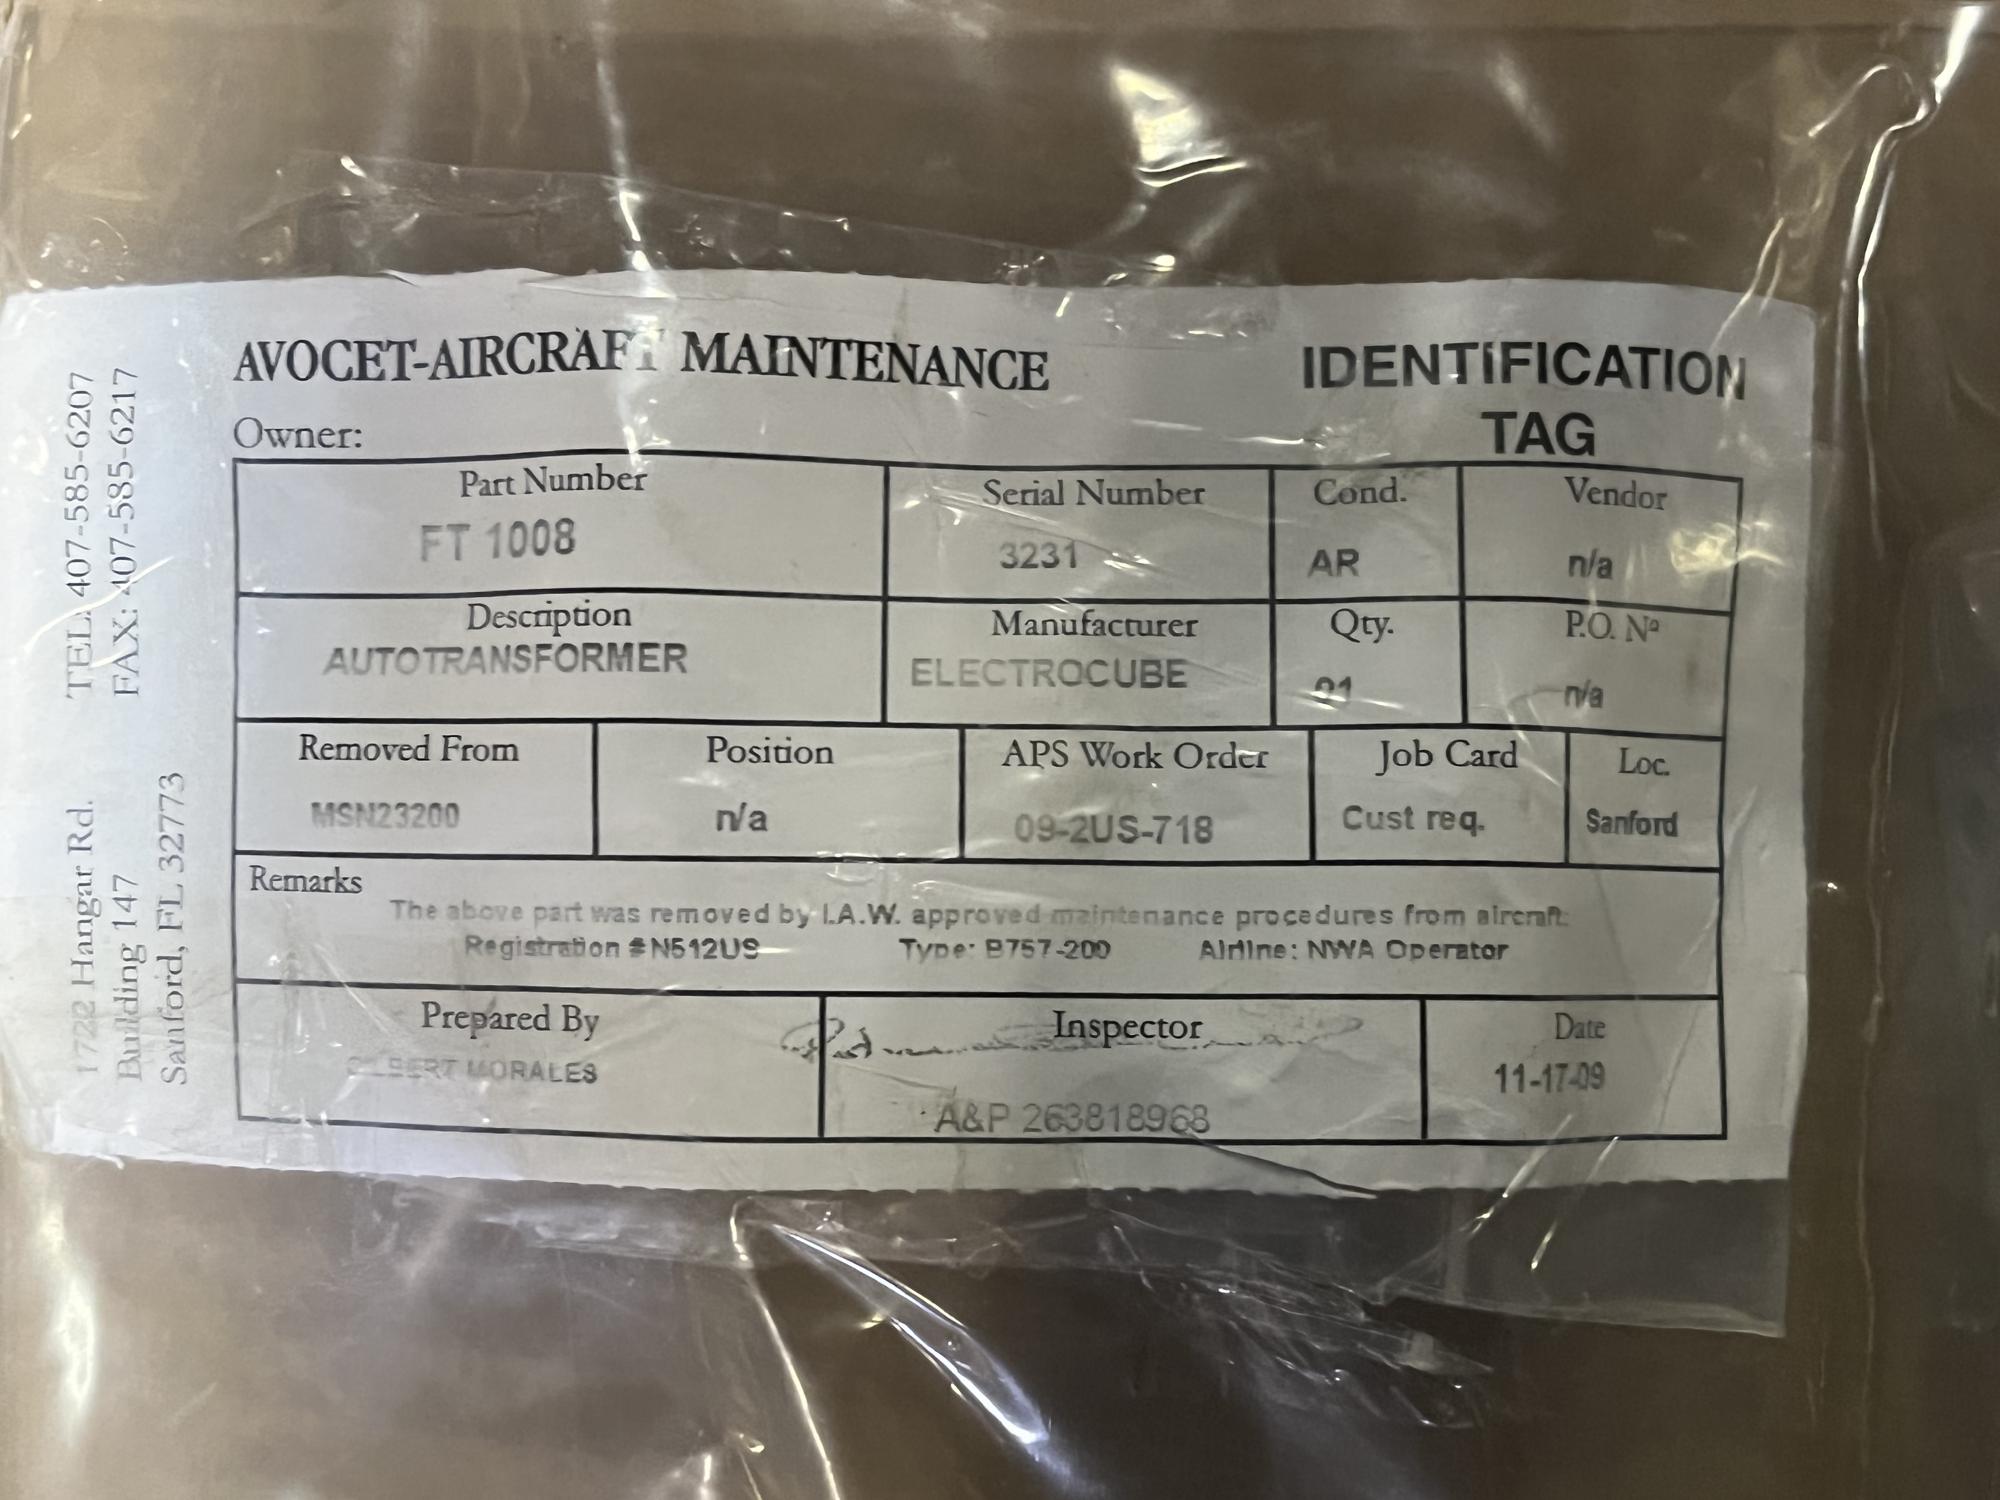 AVOCET-AIRCRAFT MAINTENANCE
IDENTIFICATION
TAG
Owner:
TEL: 407-585-6207
FAX: 407-585-6217
1722 Hangar Rd.
Building 147
Sanford, FL 32773
Part Number
FT 1008
Serial Number
3231
Cond.
AR
Vendor
n/a
Description
AUTOTRANSFORMER
Manufacturer
ELECTROCUBE
Qty.
01
P.O. Nº
n/a
Removed From
MSN23200
Position
n/a
APS Work Order
09-2US-718
Job Card
Cust req.
Loc.
Sanford
Remarks
The above part was removed by I.A.W. approved maintenance procedures from aircraft:
Registration # N512US Type: B757-200 Airline: NWA Operator
Prepared By
MORALES
Inspector
A&P 263818968
Date
11-17-09